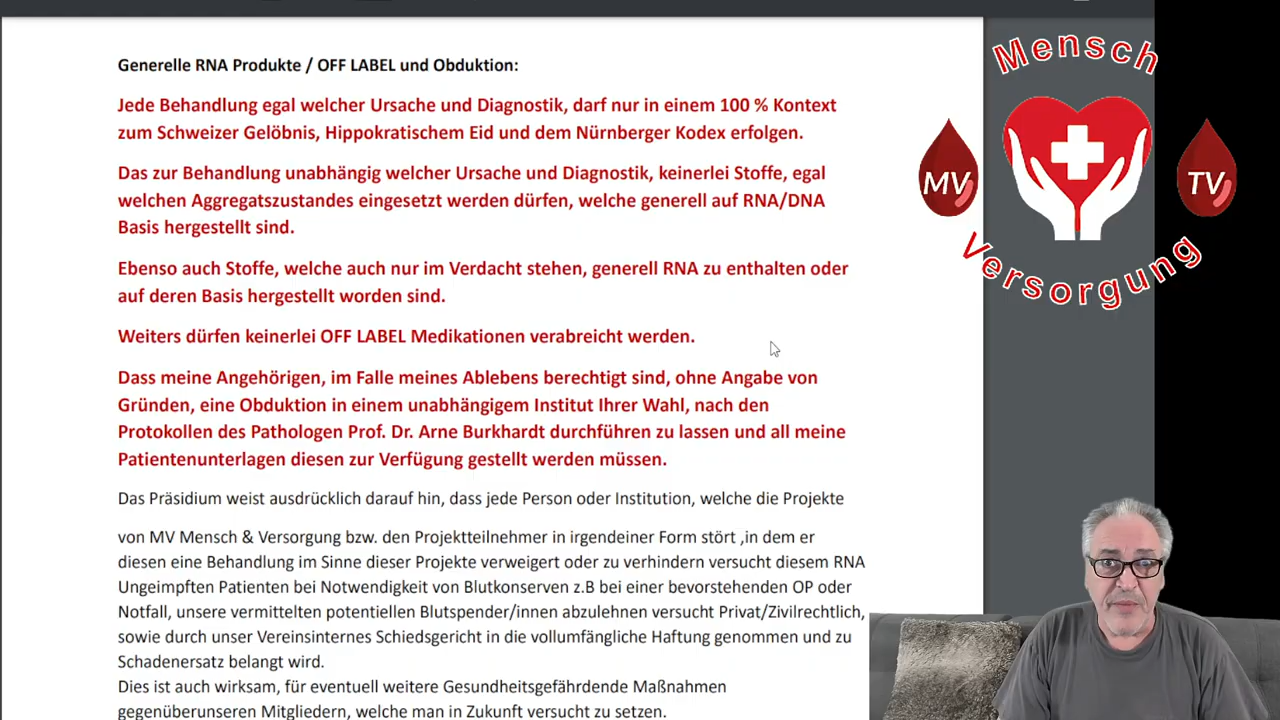 Generelle RNA Produkte / OFF LABEL und Obduktion:
Jede Behandlung egal welcher Ursache und Diagnostik, darf nur in einem 100 % Kontext
zum Schweizer Gelöbnis, Hippokratischem Eid und dem Nürnberger Kodex erfolgen.
Das zur Behandlung unabhängig welcher Ursache und Diagnostik, keinerlei Stoffe, egal
welchen Aggregatszustandes eingesetzt werden dürfen, welche generell auf RNA/DNA
Basis hergestellt sind.
Ebenso auch Stoffe, welche auch nur im Verdacht stehen, generell RNA zu enthalten oder
auf deren Basis hergestellt worden sind.
Weiters dürfen keinerlei OFF LABEL Medikationen verabreicht werden.
Dass meine Angehörigen, im Falle meines Ablebens berechtigt sind, ohne Angabe von
Gründen, eine Obduktion in einem unabhängigem Institut Ihrer Wahl, nach den
Protokollen des Pathologen Prof. Dr. Arne Burkhardt durchführen zu lassen und all meine
Patientenunterlagen diesen zur Verfügung gestellt werden müssen.
Das Präsidium weist ausdrücklich darauf hin, dass jede Person oder Institution, welche die Projekte
von MV Mensch & Versorgung bzw. den Projektteilnehmer in irgendeiner Form stört ,in dem er
diesen eine Behandlung im Sinne dieser Projekte verweigert oder zu verhindern versucht diesem RNA
Ungeimpften Patienten bei Notwendigkeit von Blutkonserven z.B bei einer bevorstehenden OP oder
Notfall, unsere vermittelten potentiellen Blutspender/innen abzulehnen versucht Privat/Zivilrechtlich,
sowie durch unser Vereinsinternes Schiedsgericht in die vollumfängliche Haftung genommen und zu
Schadenersatz belangt wird.
Dies ist auch wirksam, für eventuell weitere Gesundheitsgefährdende Maßnahmen
gegenüberunseren Mitgliedern, welche man in Zukunft versucht zu setzen.
Mensch
MV
TV
Versorgung